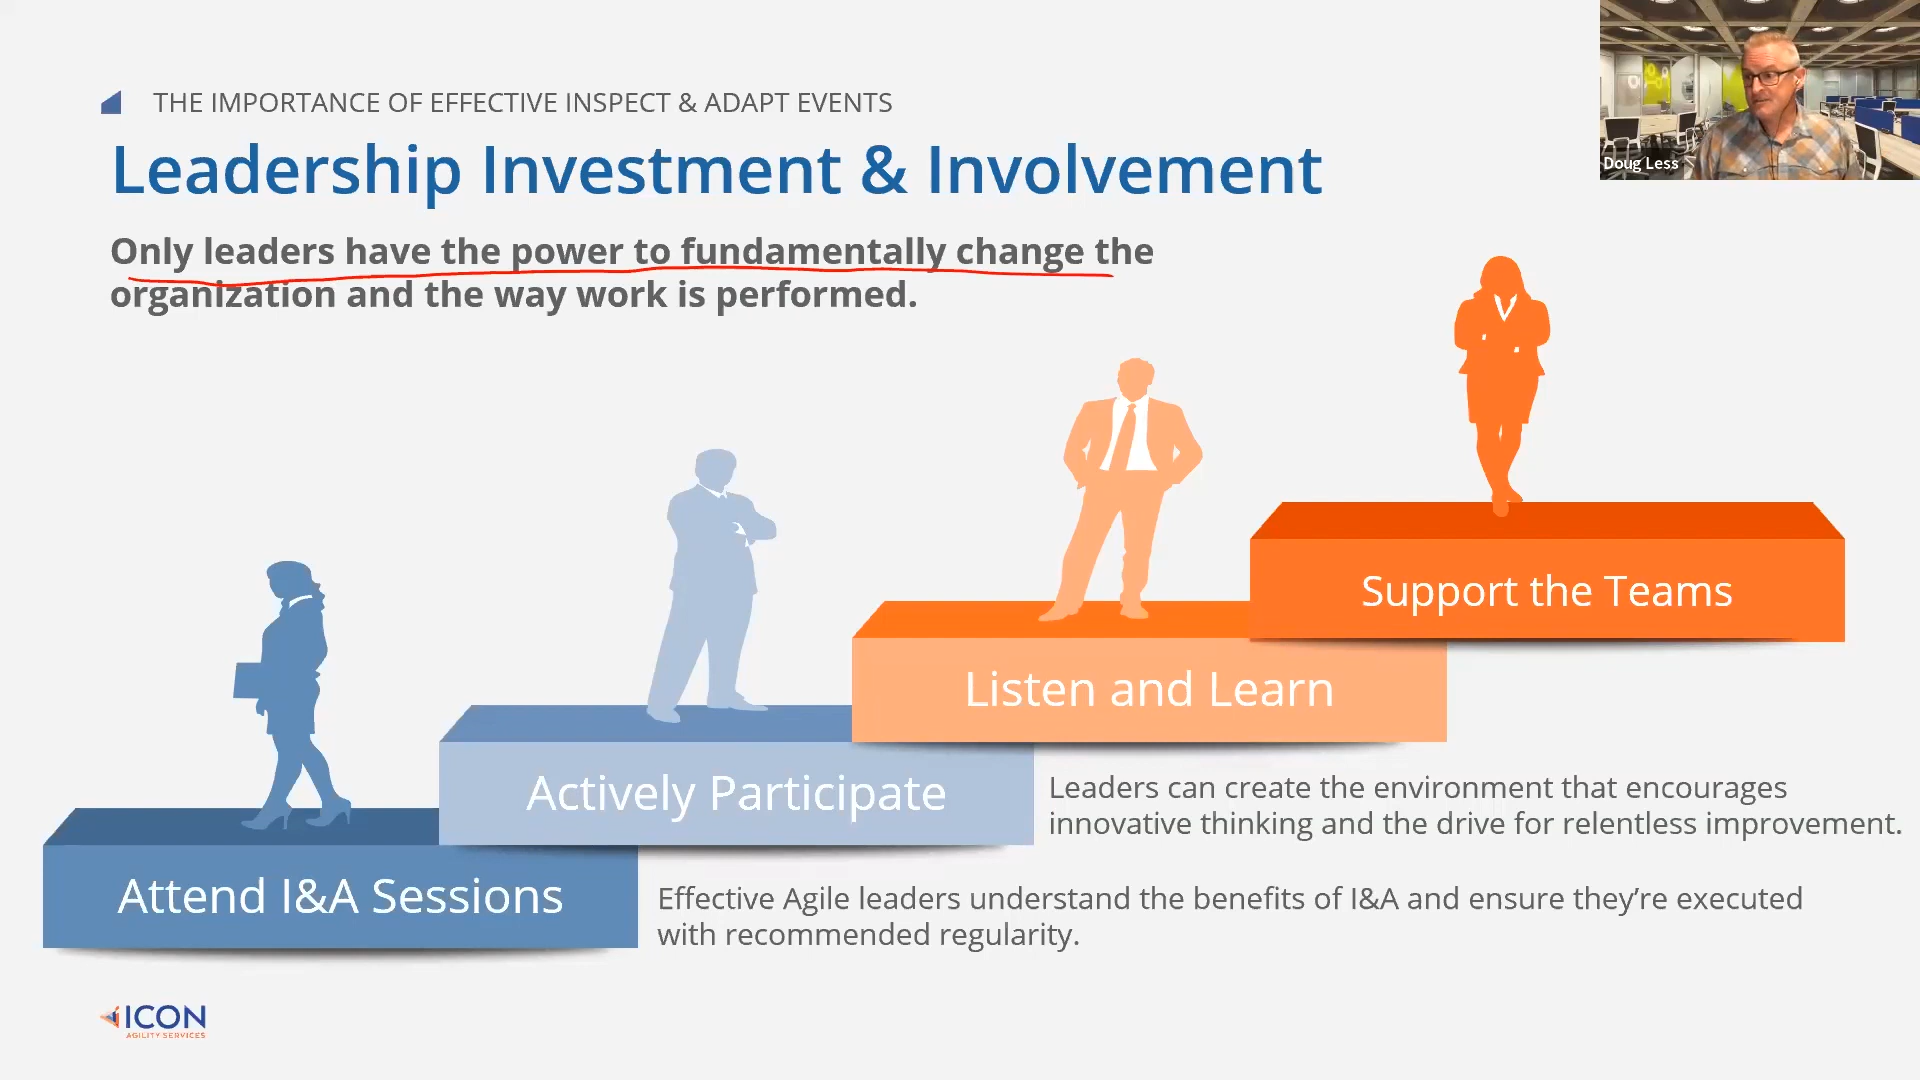 THE IMPORTANCE OF EFFECTIVE INSPECT & ADAPT EVENTS
Leadership Investment & Involvement
Only leaders have the power to fundamentally change the
organization and the way work is performed.
Doug Less
Support the Teams
Listen and Learn
Actively Participate
Leaders can create the environment that encourages
innovative thinking and the drive for relentless improvement.
Attend I&A Sessions
Effective Agile leaders understand the benefits of I&A and ensure they’re executed
with recommended regularity.
ICON
AGILITY SERVICES